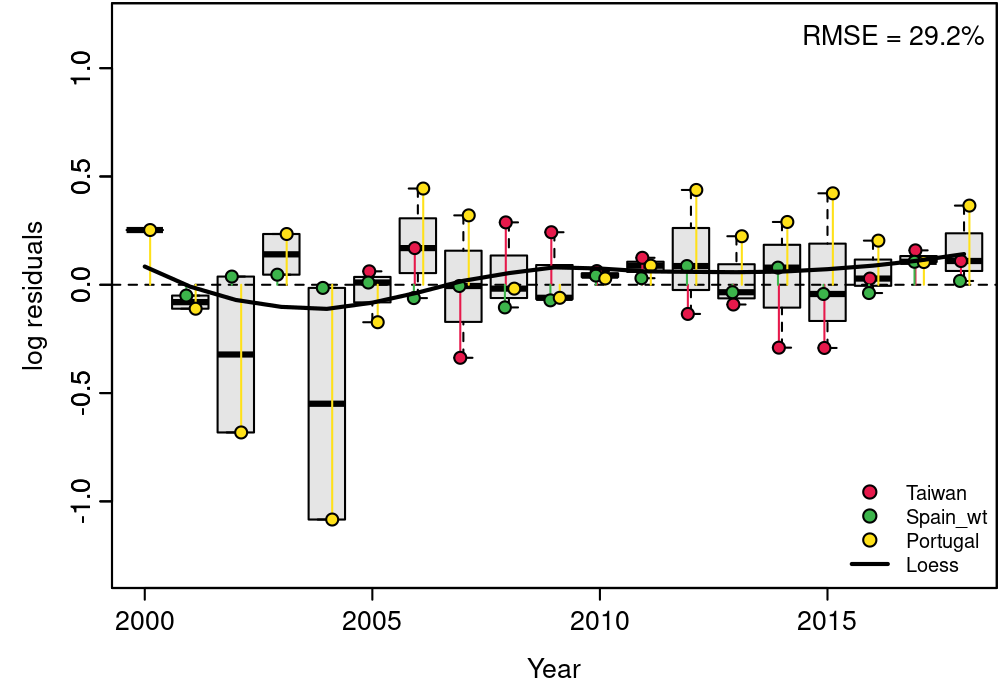 RMSE = 29.2%
log residuals
1.0
0.5
0.0
-0.5
-1.0
Taiwan
Spain_wt
Portugal
Loess
2000
2005
2010
2015
Year